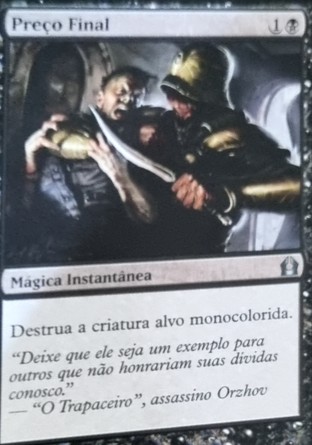 Preço Final 1
Mágica Instantânea
Destrua a criatura alvo monocolorida.
“Deixe que ele seja um exemplo para
outros que não honrariam suas dívidas
conosco.”
— “O Trapaceiro”, assassino Orzhov